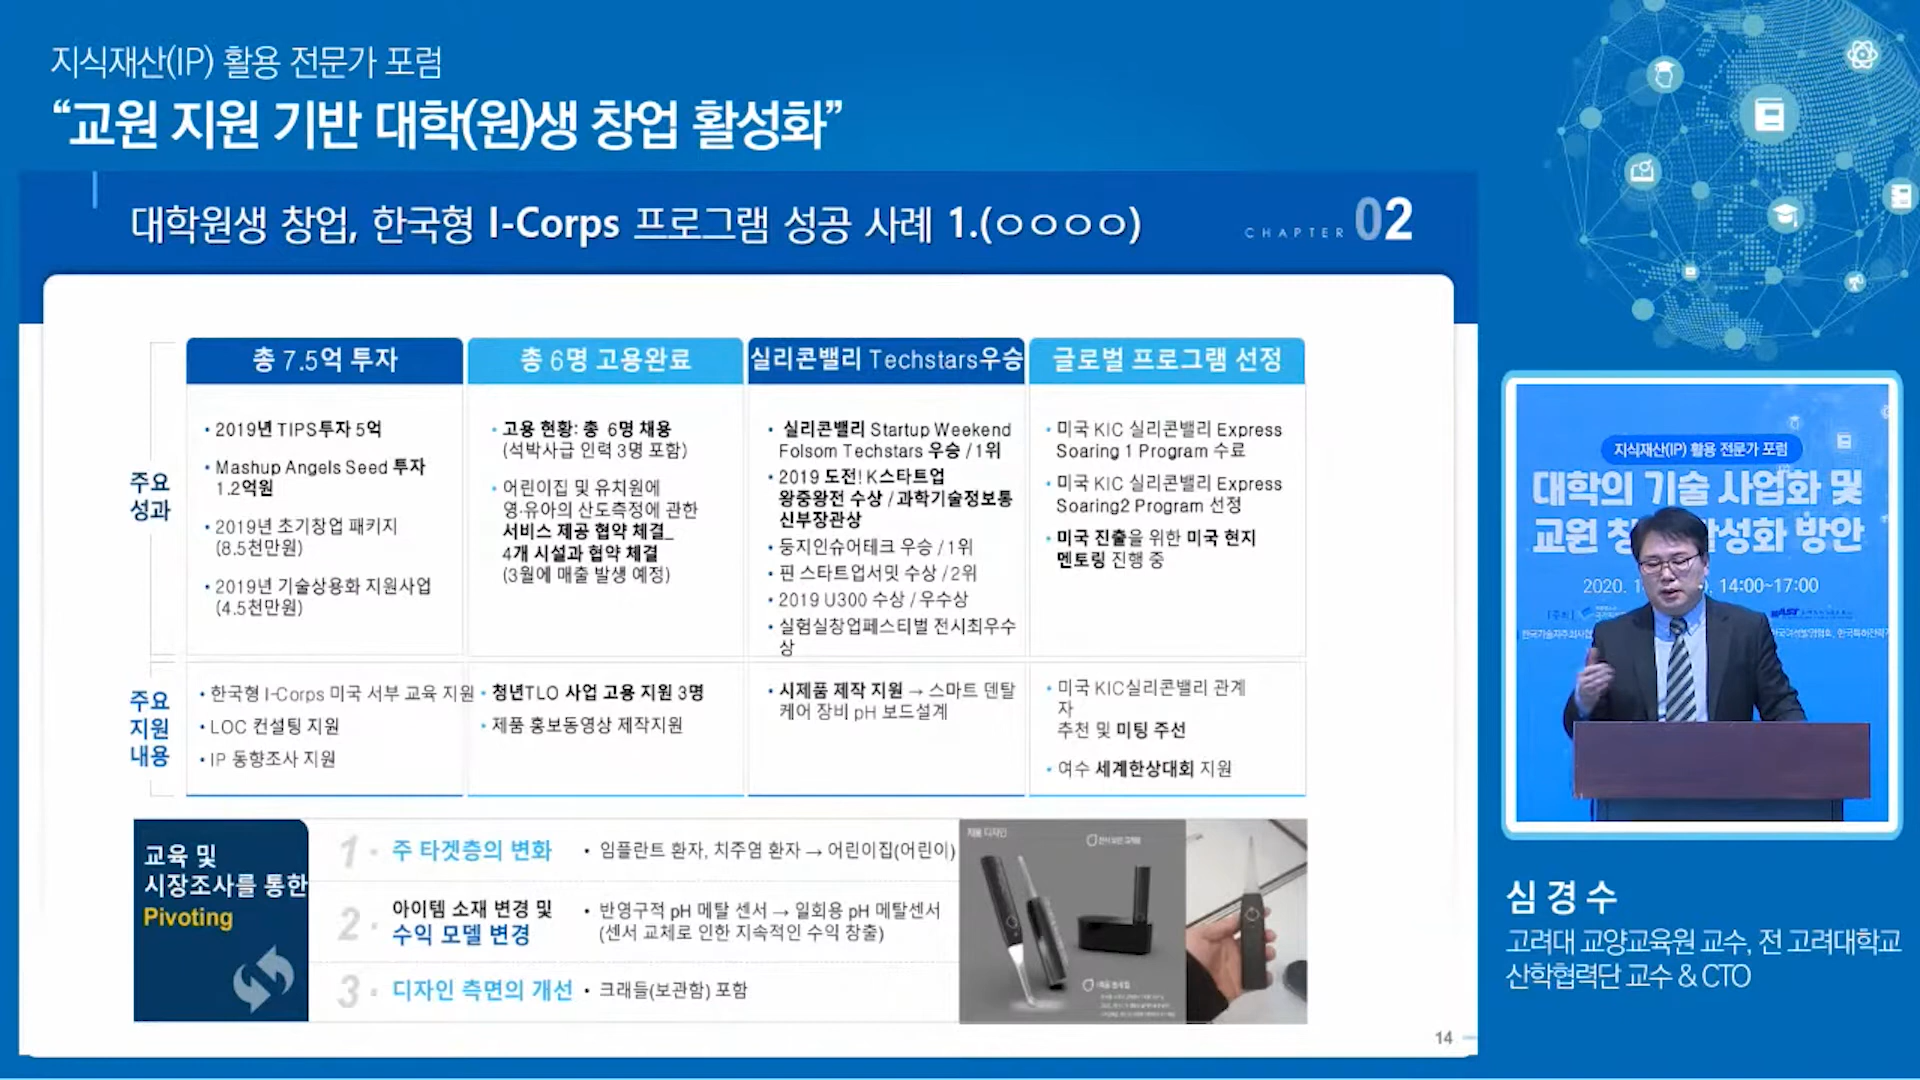 지식재산(IP) 활용 전문가 포럼
“교원 지원 기반 대학(원)생 창업 활성화”
대학원생 창업, 한국형 I-Corps 프로그램 성공 사례 1.(ㅇㅇㅇㅇ)
CHAPTER 02
총 7.5억 투자
총 6명 고용완료
실리콘밸리 Techstars우승
글로벌 프로그램 선정
주요
성과
• 2019년 TIPS투자 5억
• Mashup Angels Seed 투자
1.2억원
• 2019년 초기창업 패키지
(8.5천만원)
• 2019년 기술상용화 지원사업
(4.5천만원)
• 고용 현황: 총 6명 채용
(석박사급 인력 3명 포함)
• 어린이집 및 유치원에
영·유아의 산도측정에 관한
서비스 제공 협약 체결_
4개 시설과 협약 체결
(3월에 매출 발생 예정)
• 실리콘밸리 Startup Weekend
Folsom Techstars 우승 / 1위
• 2019 도전! K스타트업
왕중왕전 수상 / 과학기술정보통
신부장관상
• 둥지인슈어테크 우승 / 1위
• 핀 스타트업서밋 수상 / 2위
• 2019 U300 수상 / 우수상
• 실험실창업페스티벌 전시최우수
상
• 미국 KIC 실리콘밸리 Express
Soaring 1 Program 수료
• 미국 KIC 실리콘밸리 Express
Soaring2 Program 선정
• 미국 진출을 위한 미국 현지
멘토링 진행 중
주요
지원
내용
• 한국형 I-Corps 미국 서부 교육 지원
• LOC 컨설팅 지원
• IP 동향조사 지원
• 청년TLO 사업 고용 지원 3명
• 제품 홍보동영상 제작지원
• 시제품 제작 지원 → 스마트 덴탈
케어 장비 pH 보드설계
• 미국 KIC실리콘밸리 관계
자
추천 및 미팅 주선
• 여수 세계한상대회 지원
교육 및
시장조사를 통한
Pivoting
1. 주 타겟층의 변화 • 임플란트 환자, 치주염 환자 → 어린이집(어린이)
2. 아이템 소재 변경 및
수익 모델 변경
• 반영구적 pH 메탈 센서 → 일회용 pH 메탈센서
(센서 교체로 인한 지속적인 수익 창출)
3. 디자인 측면의 개선 • 크래들(보관함) 포함
제품 디자인
14
지식재산(IP) 활용 전문가 포럼
대학의 기술 사업화 및
교원 창 성화 방안
2020. 1 14:00~17:00
심 경 수
고려대 교양교육원 교수, 전 고려대학교
산학협력단 교수 & CTO